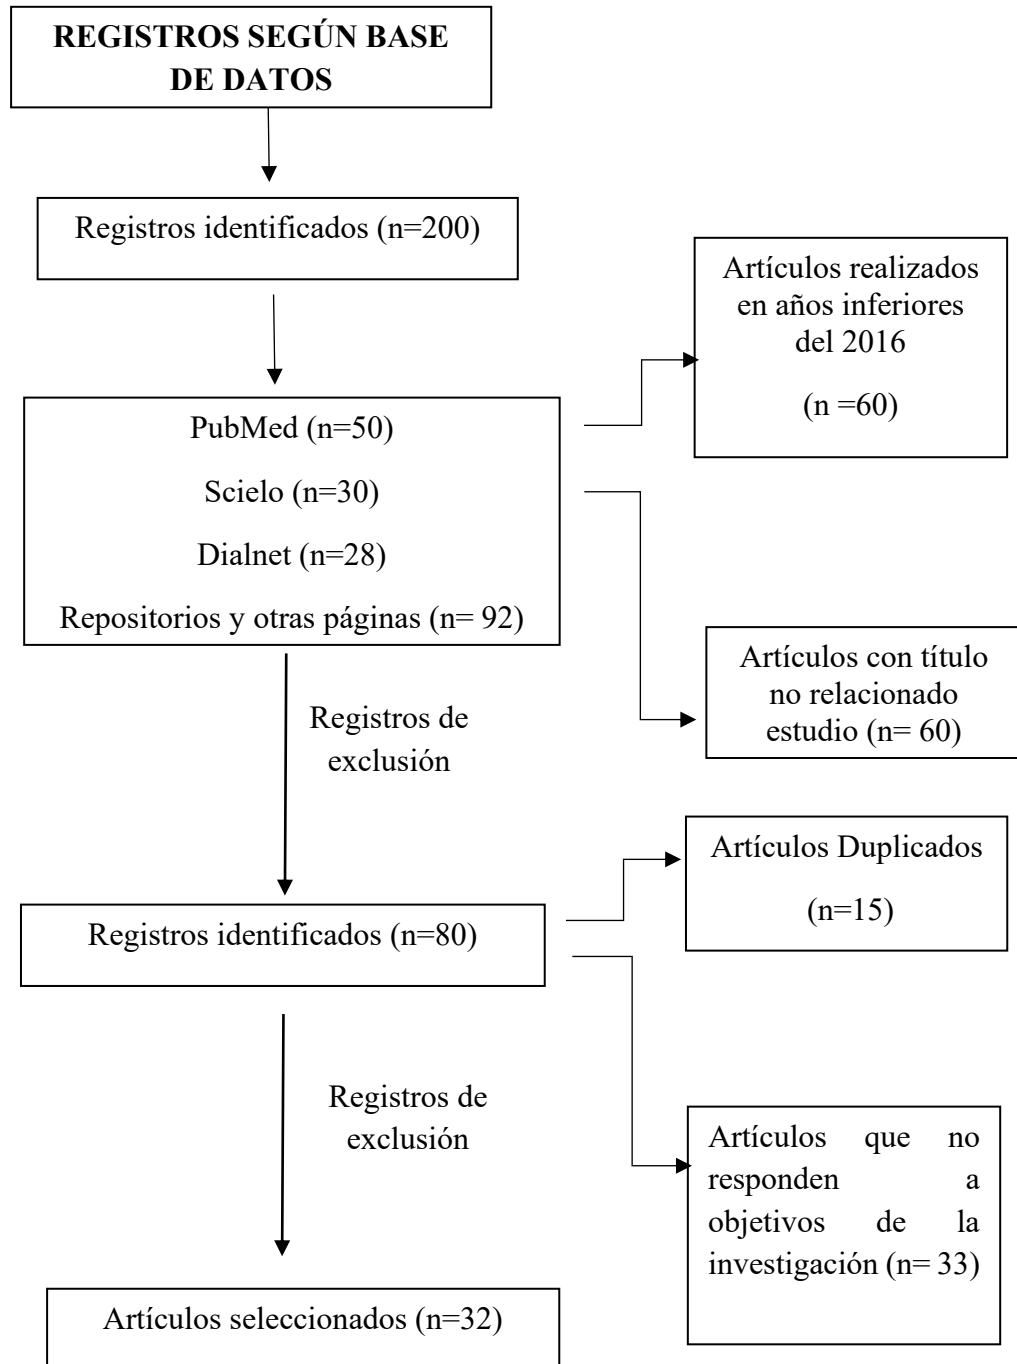 REGISTROS SEGÚN BASE
DE DATOS
Registros identificados (n=200)
Artículos realizados
en años inferiores
del 2016
(n =60)
PubMed (n=50)
Scielo (n=30)
Dialnet (n=28)
Repositorios y otras páginas (n= 92)
Artículos con título
no relacionado
estudio (n= 60)
Registros de
exclusión
Artículos Duplicados
(n=15)
Registros identificados (n=80)
Registros de
exclusión
Artículos que no
responden a
objetivos de la
investigación (n= 33)
Artículos seleccionados (n=32)